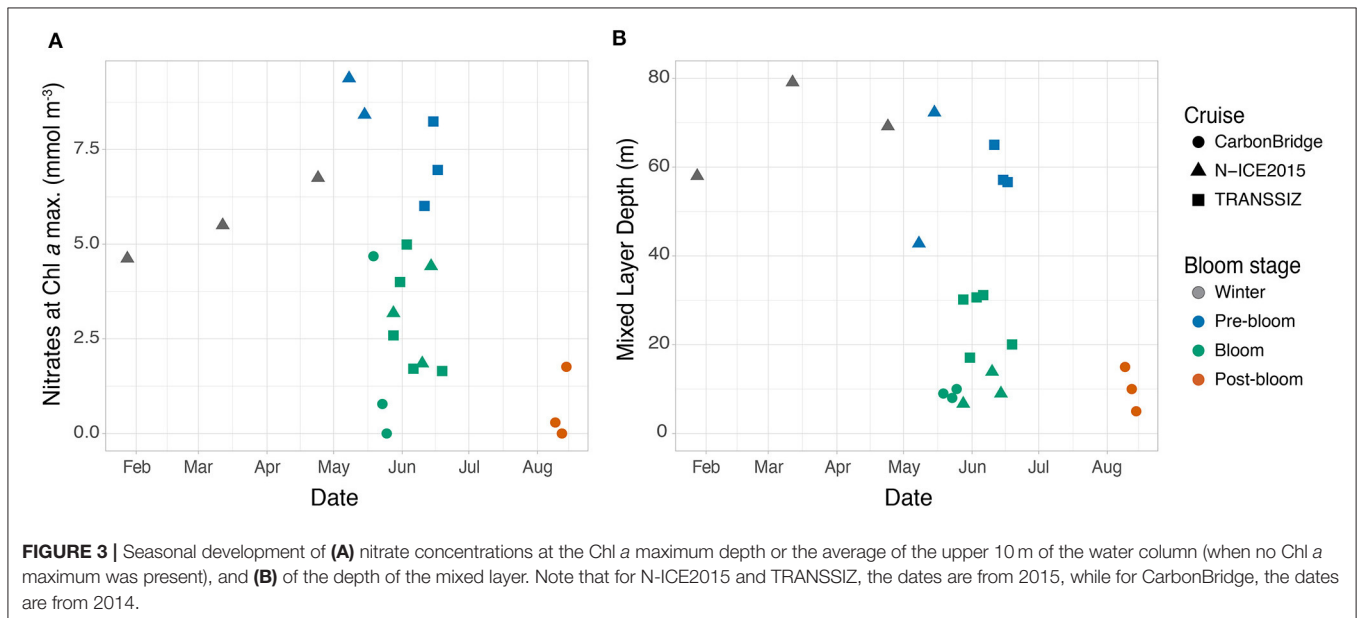 A
Nitrates at Chl a max. (mmol m⁻³)
7.5
5.0
2.5
0.0
Feb Mar Apr May Jun Jul Aug
Date
B
Mixed Layer Depth (m)
80
60
40
20
0
Feb Mar Apr May Jun Jul Aug
Date
Cruise
CarbonBridge
N−ICE2015
TRANSSIZ
Bloom stage
Winter
Pre-bloom
Bloom
Post-bloom
FIGURE 3 | Seasonal development of (A) nitrate concentrations at the Chl a maximum depth or the average of the upper 10 m of the water column (when no Chl a
maximum was present), and (B) of the depth of the mixed layer. Note that for N-ICE2015 and TRANSSIZ, the dates are from 2015, while for CarbonBridge, the dates
are from 2014.